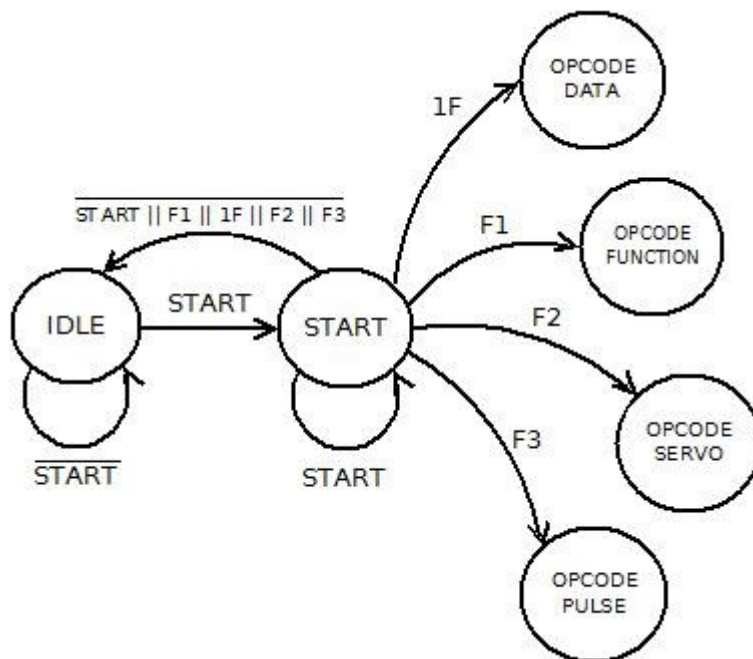 OPCODE
DATA
1F
START || F1 || 1F || F2 || F3
F1
OPCODE
FUNCTION
START
IDLE
START
F2
OPCODE
SERVO
F3
START
START
OPCODE
PULSE